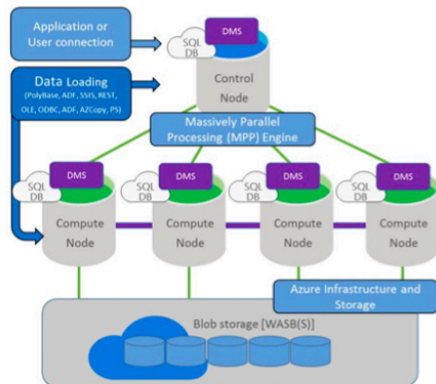 Application or
User connection
Data Loading
(PolyBase, ADF, SSIS, REST,
OLE, ODBC, ADF, AZCopy, PS)
DMS
SQL
DB
Control
Node
Massively Parallel
Processing (MPP) Engine
DMS
SQL
DB
Compute
Node
DMS
SQL
DB
Compute
Node
DMS
SQL
DB
Compute
Node
DMS
SQL
DB
Compute
Node
Azure Infrastructure and
Storage
Blob storage [WASB(S)]